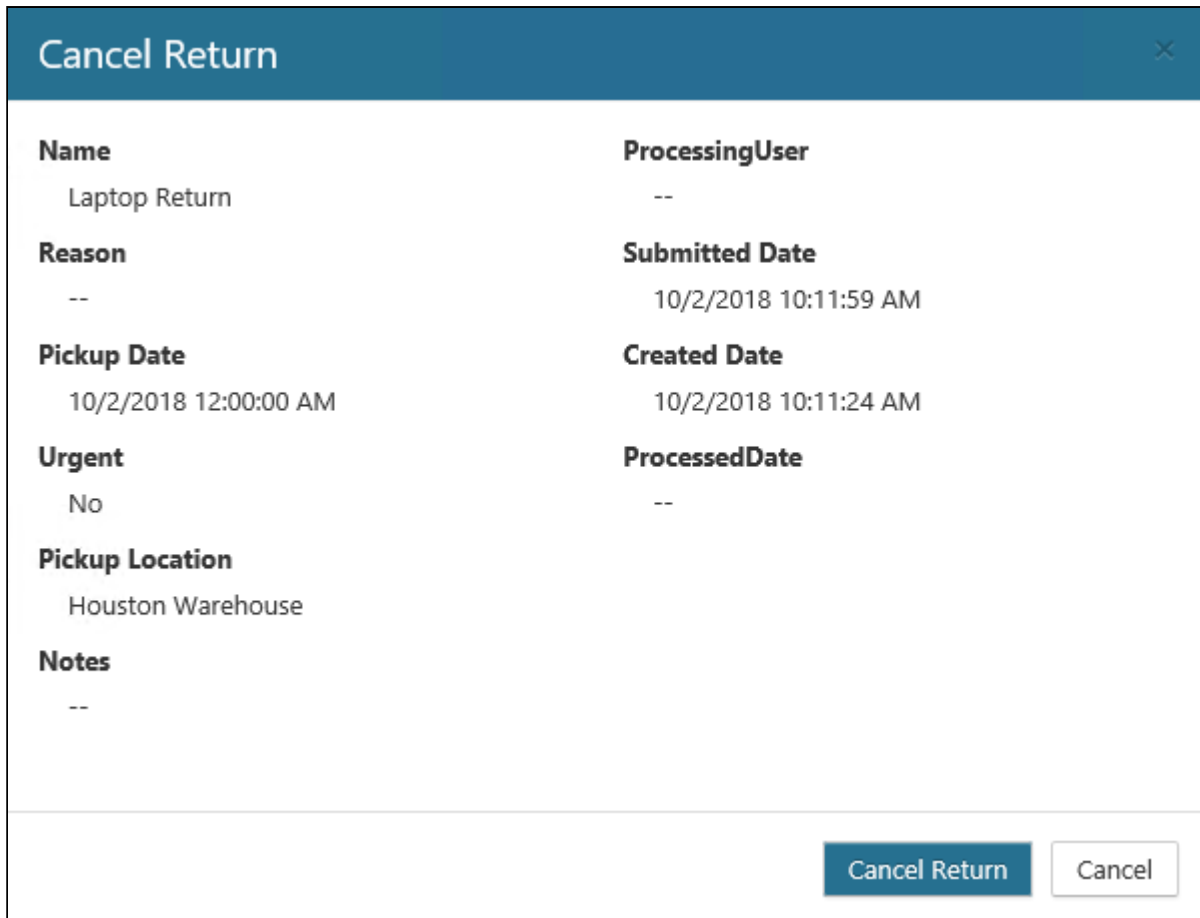 Cancel Return
×
Name
Laptop Return
Reason
--
Pickup Date
10/2/2018 12:00:00 AM
Urgent
No
Pickup Location
Houston Warehouse
Notes
--
ProcessingUser
--
Submitted Date
10/2/2018 10:11:59 AM
Created Date
10/2/2018 10:11:24 AM
ProcessedDate
--
Cancel Return
Cancel